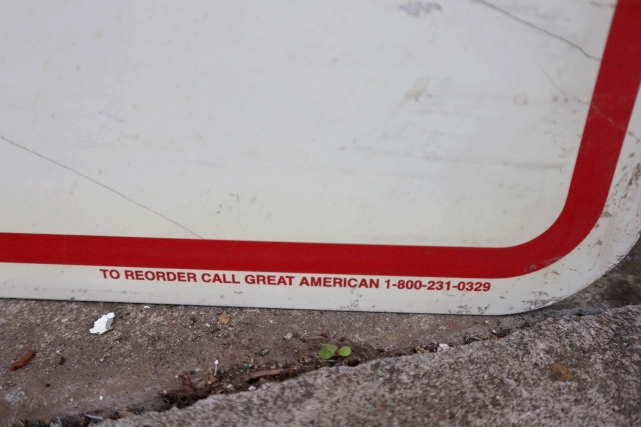 TO REORDER CALL GREAT AMERICAN 1-800-231-0329